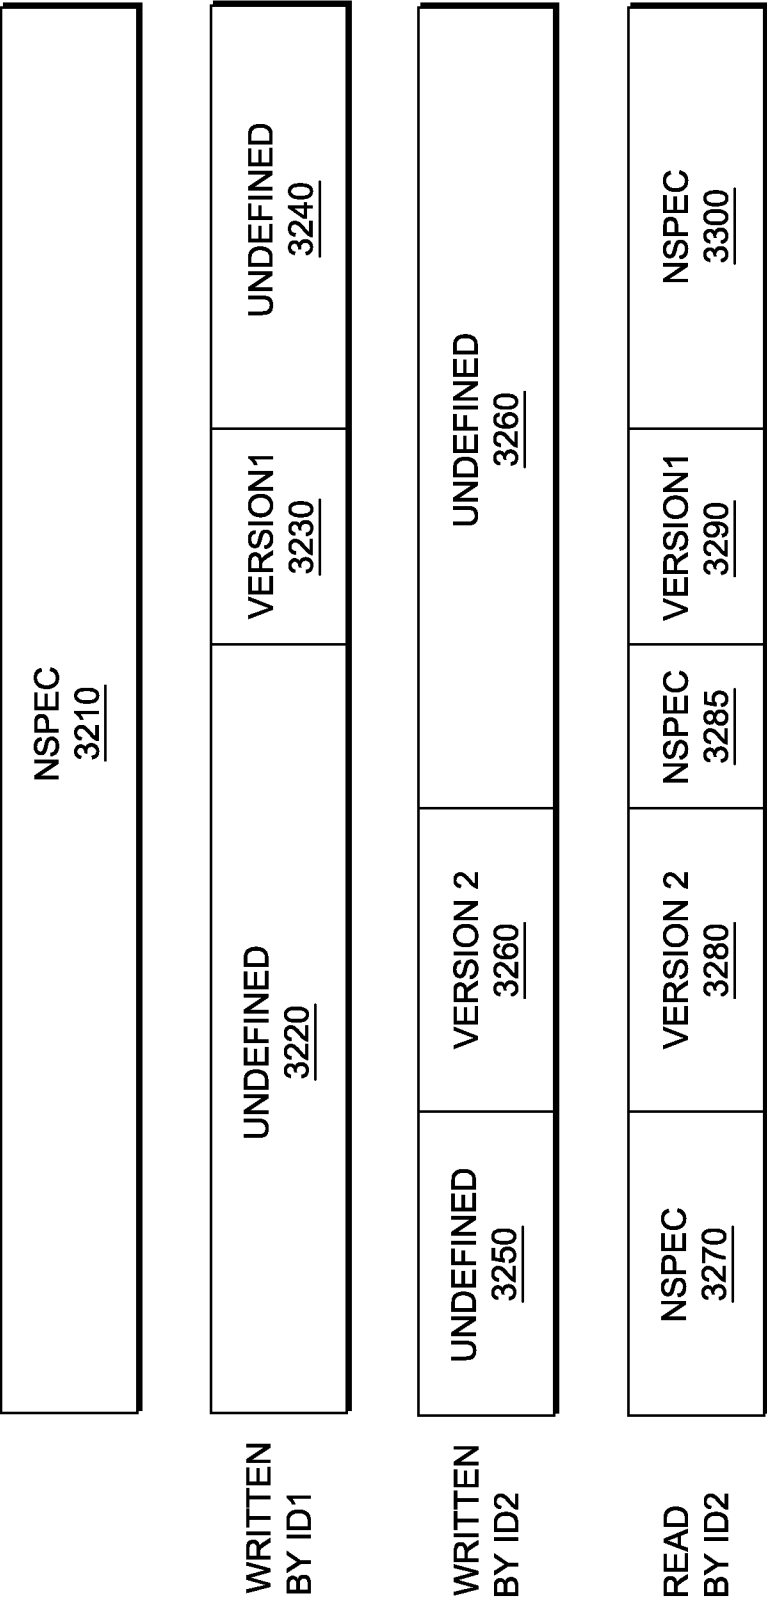 NSPEC
3210
WRITTEN
BY ID1
UNDEFINED
3220
VERSION1
3230
UNDEFINED
3240
WRITTEN
BY ID2
UNDEFINED
3250
VERSION 2
3260
UNDEFINED
3260
READ
BY ID2
NSPEC
3270
VERSION 2
3280
NSPEC
3285
VERSION1
3290
NSPEC
3300